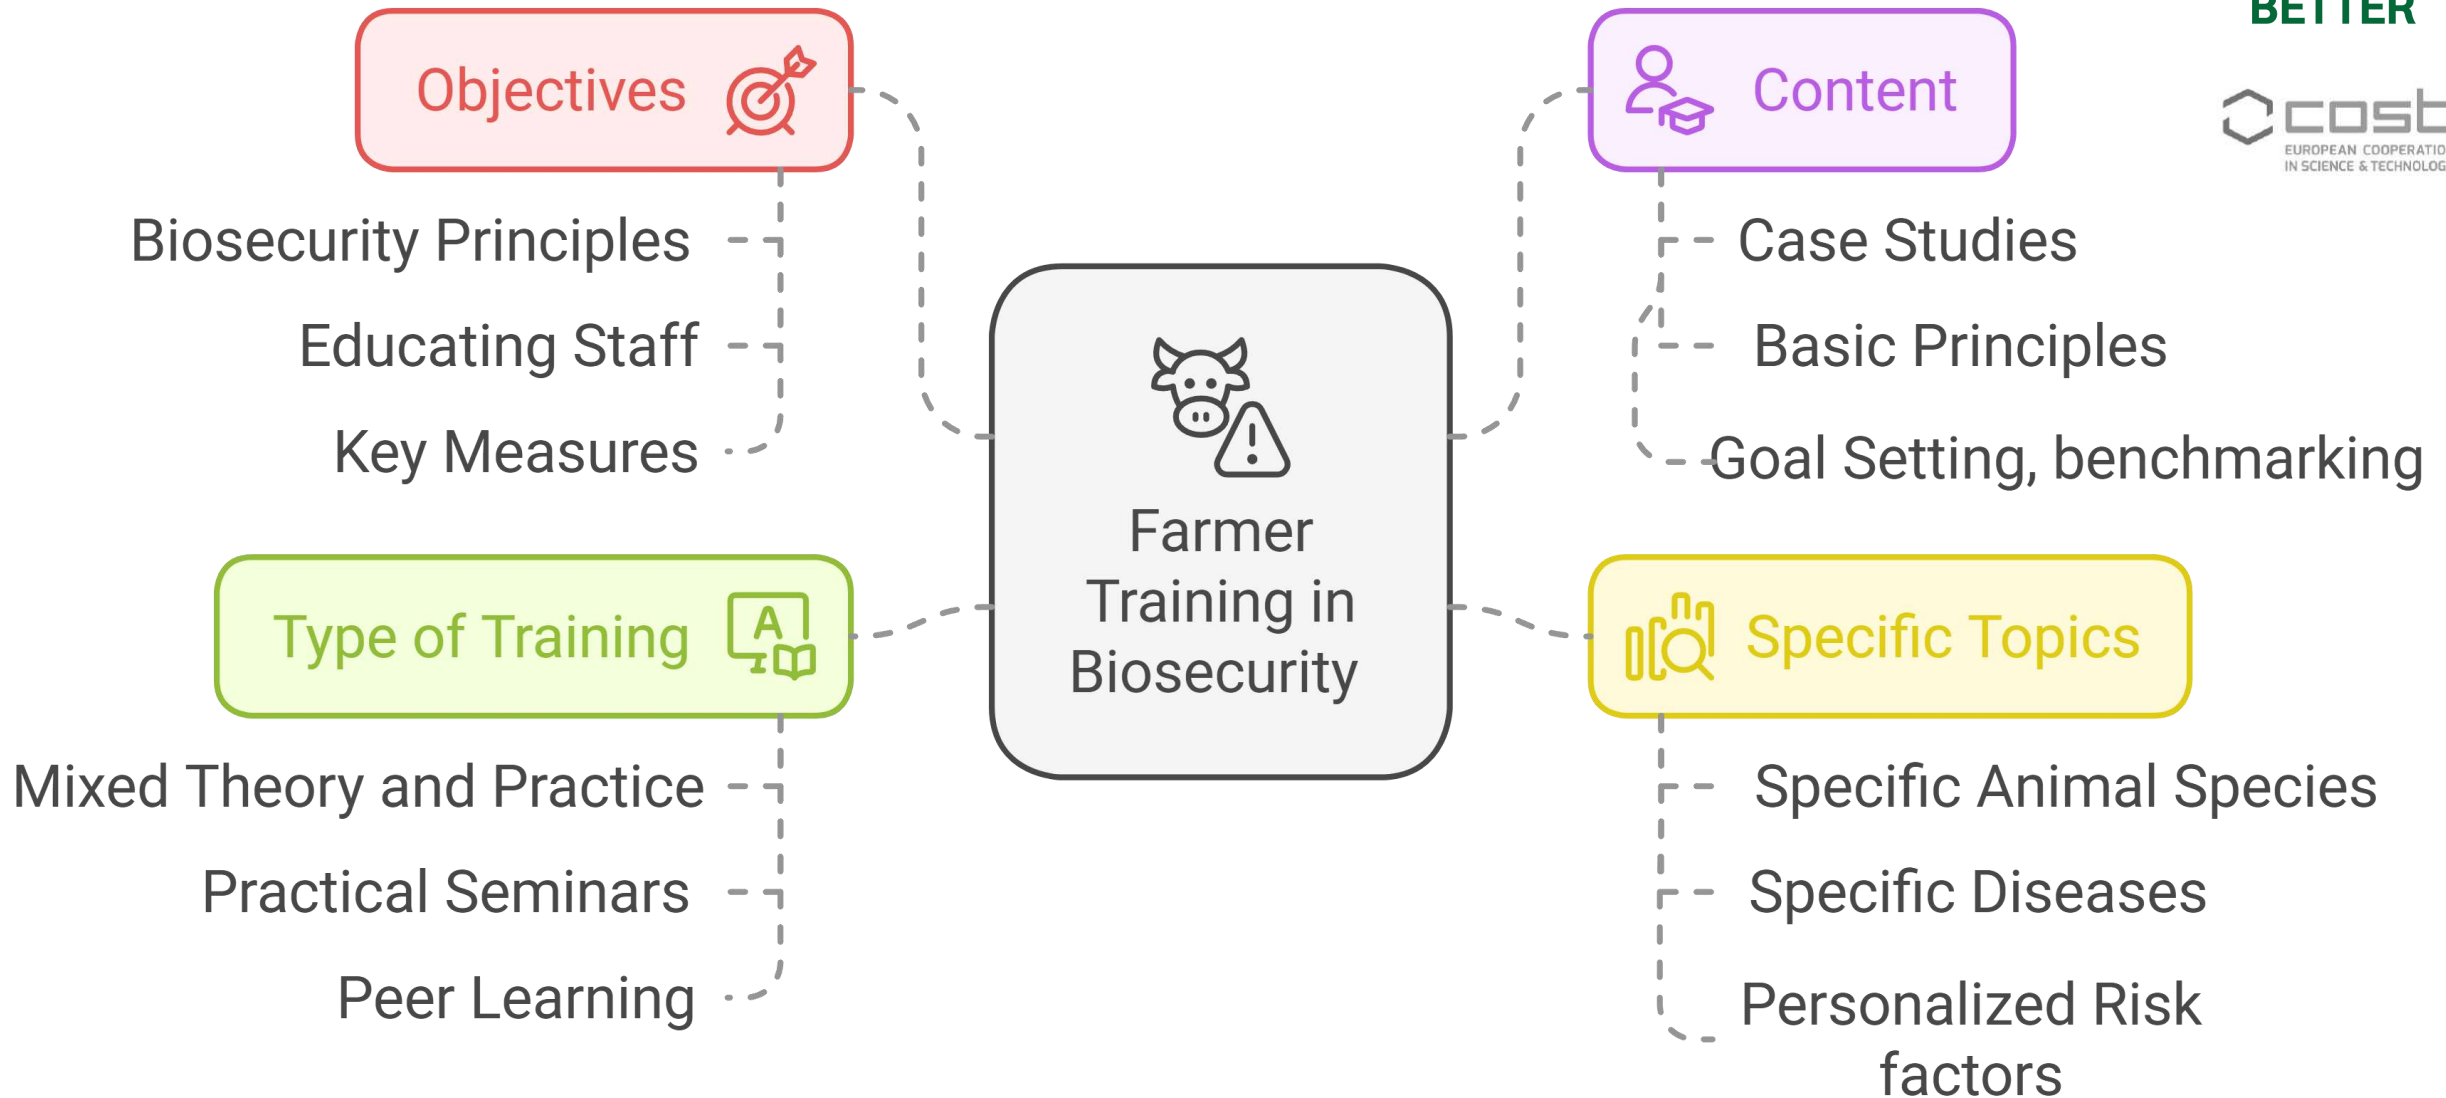 BETTER
cost
EUROPEAN COOPERATIO
IN SCIENCE & TECHNOLOG
Objectives
Biosecurity Principles
Educating Staff
Key Measures
Type of Training
A
Mixed Theory and Practice
Practical Seminars
Peer Learning
Farmer
Training in
Biosecurity
Content
Case Studies
Basic Principles
Goal Setting, benchmarking
Specific Topics
Specific Animal Species
Specific Diseases
Personalized Risk
factors